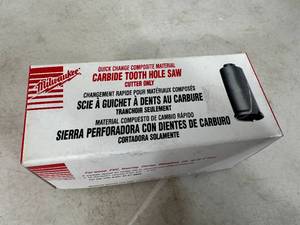 Milwaukee
QUICK CHANGE COMPOSITE MATERIAL
CARBIDE TOOTH HOLE SAW
CUTTER ONLY
CHANGEMENT RAPIDE POUR MATÉRIAUX COMPOSÉS
SCIE À GUICHET À DENTS AU CARBURE
TRANCHOIR SEULEMENT
MATERIAL COMPUESTO DE CAMBIO RÁPIDO
SIERRA PERFORADORA CON DIENTES DE CARBURO
CORTADORA SOLAMENTE